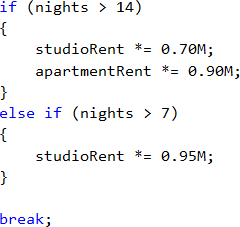 if (nights > 14)
{
    studioRent *= 0.70M;
    apartmentRent *= 0.90M;
}
else if (nights > 7)
{
    studioRent *= 0.95M;
}

break;